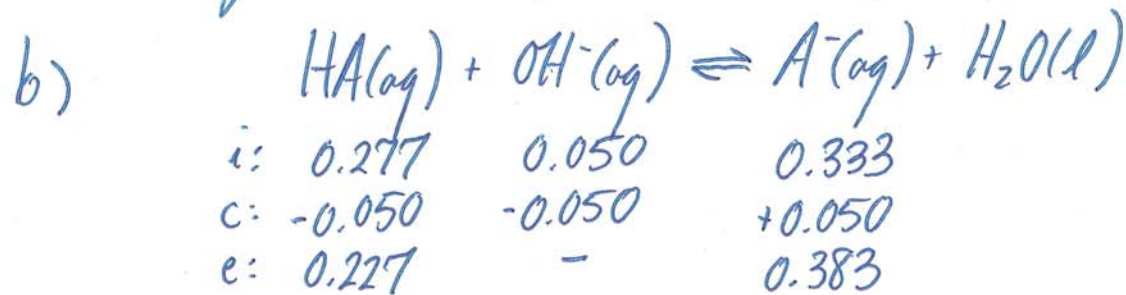 b) HA(aq) + OH⁻(aq) ⇌ A⁻(aq) + H₂O(l)
i: 0.277 0.050 0.333
c: -0.050 -0.050 +0.050
e: 0.227 - 0.383